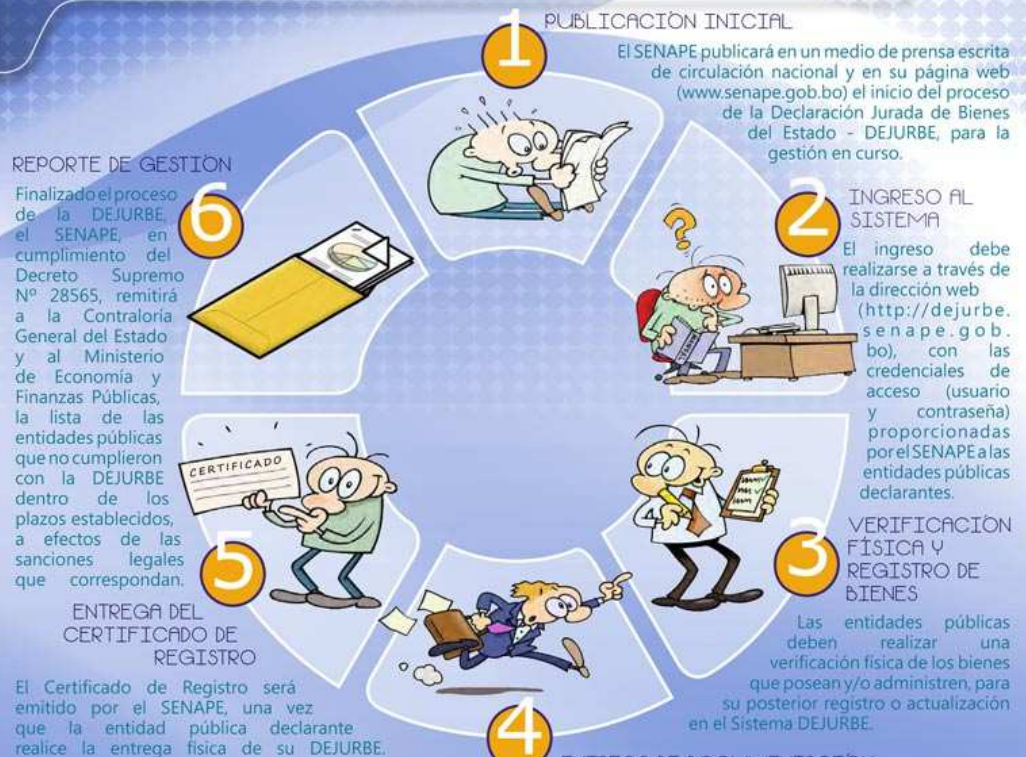 1
PUBLICACIÒN INICIAL
El SENAPE publicará en un medio de prensa escrita
de circulación nacional y en su página web
(www.senape.gob.bo) el inicio del proceso
de la Declaración Jurada de Bienes
del Estado - DEJURBE, para la
gestión en curso.
2
INGRESO AL
SISTEMA
El ingreso debe
realizarse a través de
la dirección web
(http://dejurbe.
senape.gob.
bo), con las
credenciales de
acceso (usuario
y contraseña)
proporcionadas
por el SENAPE a las
entidades públicas
declarantes.
3
VERIFICACIÒN
FÍSICA Y
REGISTRO DE
BIENES
Las entidades públicas
deben realizar una
verificación física de los bienes
que posean y/o administren, para
su posterior registro o actualización
en el Sistema DEJURBE.
4
5
CERTIFICADO
ENTREGA DEL
CERTIFICADO DE
REGISTRO
El Certificado de Registro será
emitido por el SENAPE, una vez
que la entidad pública declarante
realice la entrega física de su DEJURBE.
6
REPORTE DE GESTIÒN
Finalizado el proceso
de la DEJURBE,
el SENAPE, en
cumplimiento del
Decreto Supremo
Nº 28565, remitirá
a la Contraloría
General del Estado
y al Ministerio
de Economía y
Finanzas Públicas,
la lista de las
entidades públicas
que no cumplieron
con la DEJURBE
dentro de los
plazos establecidos,
a efectos de las
sanciones legales
que correspondan.